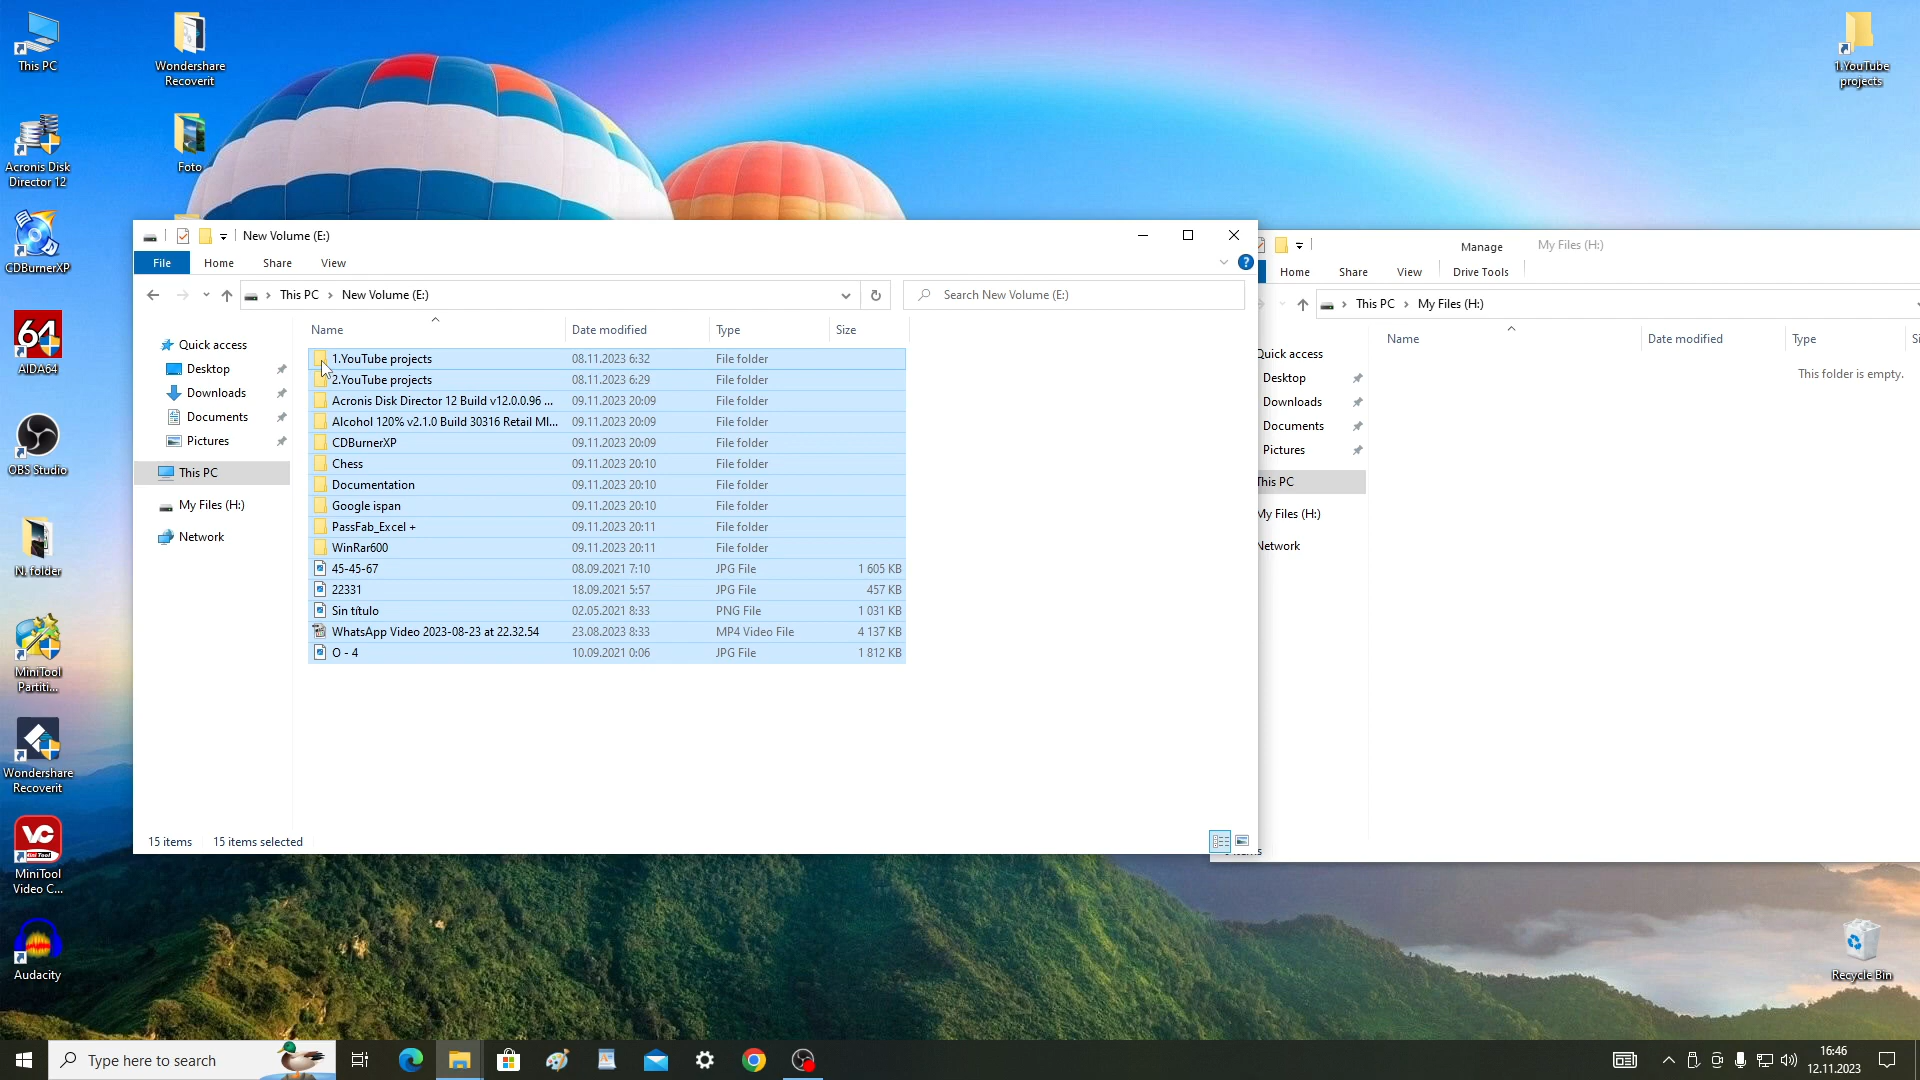 This PC
Wondershare
Recoverit
1.YouTube
projects
Acronis Disk
Director 12
Foto
CDBurnerXP
64
AIDA64
OBS Studio
N. folder
MiniTool
Partiti...
Wondershare
Recoverit
VC
Mini Tool
MiniTool
Video C...
Audacity
Recycle Bin
New Volume (E:)
File
Home
Share
View
This PC
New Volume (E:)
Search New Volume (E:)
Quick access
Desktop
Downloads
Documents
Pictures
This PC
My Files (H:)
Network
Name Date modified Type Size
1.YouTube projects 08.11.2023 6:32 File folder
2.YouTube projects 08.11.2023 6:29 File folder
Acronis Disk Director 12 Build v12.0.0.96 ... 09.11.2023 20:09 File folder
Alcohol 120% v2.1.0 Build 30316 Retail Ml... 09.11.2023 20:09 File folder
CDBurnerXP 09.11.2023 20:09 File folder
Chess 09.11.2023 20:10 File folder
Documentation 09.11.2023 20:10 File folder
Google ispan 09.11.2023 20:10 File folder
PassFab_Excel + 09.11.2023 20:11 File folder
WinRar600 09.11.2023 20:11 File folder
45-45-67 08.09.2021 7:10 JPG File 1 605 KB
22331 18.09.2021 5:57 JPG File 457 KB
Sin título 02.05.2021 8:33 PNG File 1 031 KB
WhatsApp Video 2023-08-23 at 22.32.54 23.08.2023 8:33 MP4 Video File 4 137 KB
O - 4 10.09.2021 0:06 JPG File 1 812 KB
15 items 15 items selected
Manage
My Files (H:)
Home
Share
View
Drive Tools
This PC
My Files (H:)
Name Date modified Type
This folder is empty.
Quick access
Desktop
Downloads
Documents
Pictures
This PC
My Files (H:)
Network
Type here to search
16:46
12.11.2023